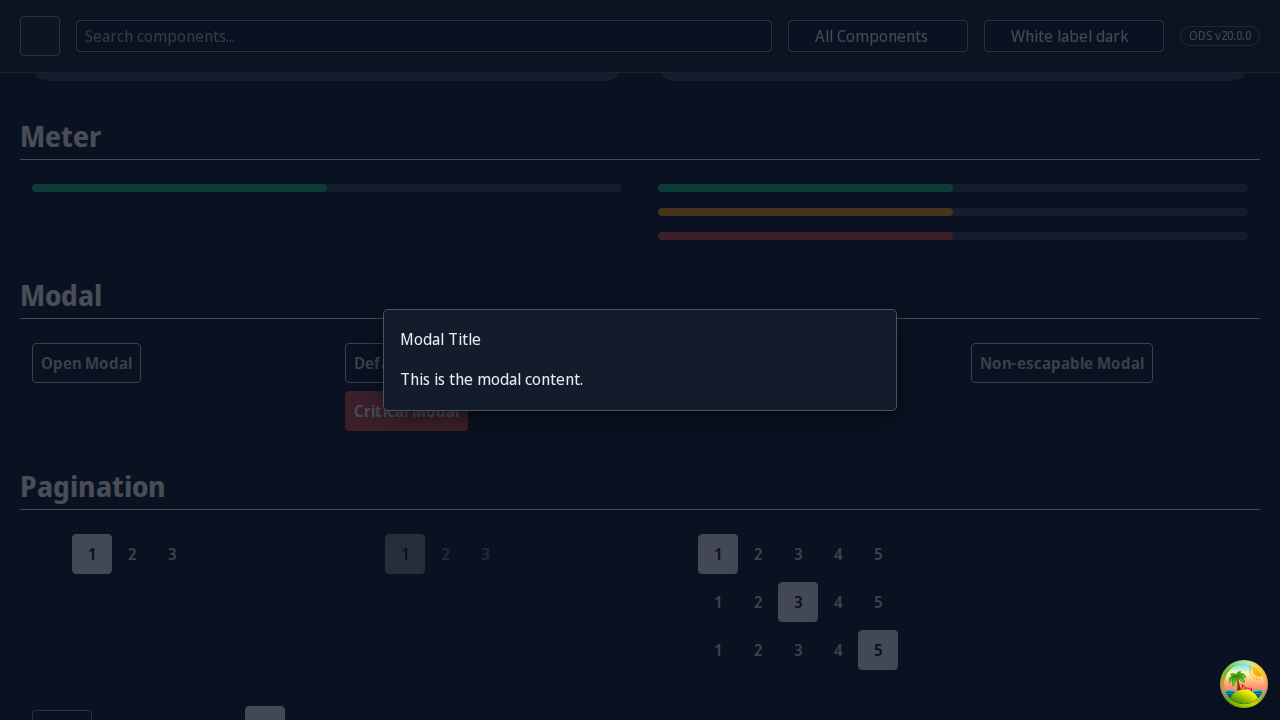 Search components...
All Components
White label dark
ODS v20.0.0
Meter
Modal
Modal Title
This is the modal content.
Open Modal
Non-escapable Modal
Critical Modal
Pagination
1 2 3
1 2 3
1 2 3 4 5
1 2 3 4 5
1 2 3 4 5